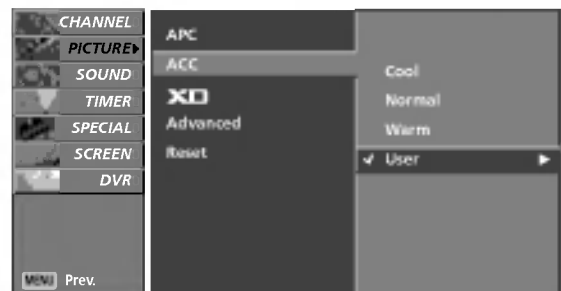 CHANNEL
PICTURE
SOUND
TIMER
SPECIAL
SCREEN
DVR
MENU Prev.
APC
ACC
XD
Advanced
Reset
Cool
Normal
Warm
User